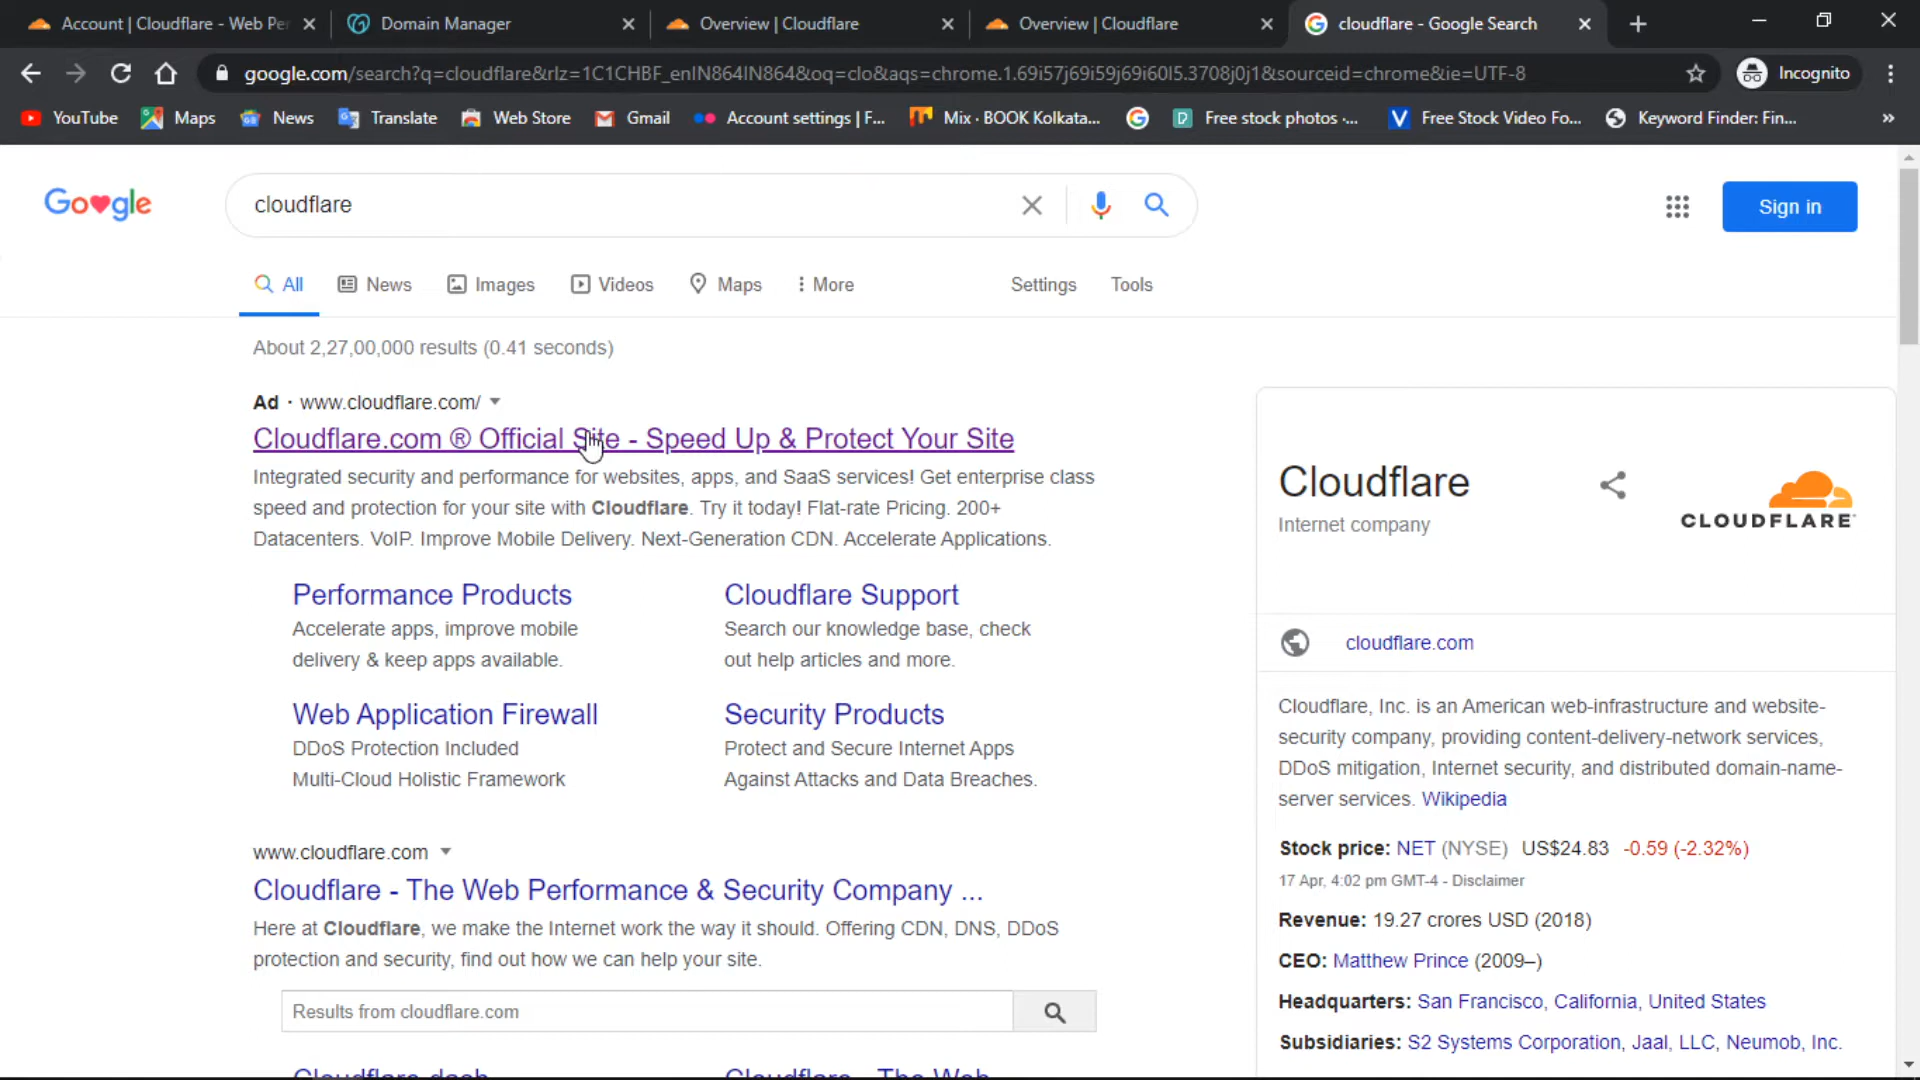 Account | Cloudflare - Web Per
Domain Manager
Overview | Cloudflare
Overview | Cloudflare
cloudflare - Google Search
google.com/search?q=cloudflare&rlz=1C1CHBF_enIN864IN864&oq=clo&aqs=chrome.1.69i57j69i59j69i60l5.3708j0j1&sourceid=chrome&ie=UTF-8
Incognito
YouTube
Maps
News
Translate
Web Store
Gmail
Account settings | F...
Mix · BOOK Kolkata...
Free stock photos ·...
Free Stock Video Fo...
Keyword Finder: Fin...
»
Google
cloudflare
Sign in
All
News
Images
Videos
Maps
More
Settings
Tools
About 2,27,00,000 results (0.41 seconds)
Ad · www.cloudflare.com/
Cloudflare.com ® Official Site - Speed Up & Protect Your Site
Integrated security and performance for websites, apps, and SaaS services! Get enterprise class
speed and protection for your site with Cloudflare. Try it today! Flat-rate Pricing. 200+
Datacenters. VoIP. Improve Mobile Delivery. Next-Generation CDN. Accelerate Applications.
Performance Products
Accelerate apps, improve mobile
delivery & keep apps available.
Cloudflare Support
Search our knowledge base, check
out help articles and more.
Web Application Firewall
DDoS Protection Included
Multi-Cloud Holistic Framework
Security Products
Protect and Secure Internet Apps
Against Attacks and Data Breaches.
www.cloudflare.com
Cloudflare - The Web Performance & Security Company ...
Here at Cloudflare, we make the Internet work the way it should. Offering CDN, DNS, DDoS
protection and security, find out how we can help your site.
Results from cloudflare.com
Cloudflare dash
Cloudflare - The Web
Cloudflare
Internet company
CLOUDFLARE
cloudflare.com
Cloudflare, Inc. is an American web-infrastructure and website-
security company, providing content-delivery-network services,
DDoS mitigation, Internet security, and distributed domain-name-
server services. Wikipedia
Stock price: NET (NYSE) US$24.83 -0.59 (-2.32%)
17 Apr, 4:02 pm GMT-4 - Disclaimer
Revenue: 19.27 crores USD (2018)
CEO: Matthew Prince (2009–)
Headquarters: San Francisco, California, United States
Subsidiaries: S2 Systems Corporation, Jaal, LLC, Neumob, Inc.